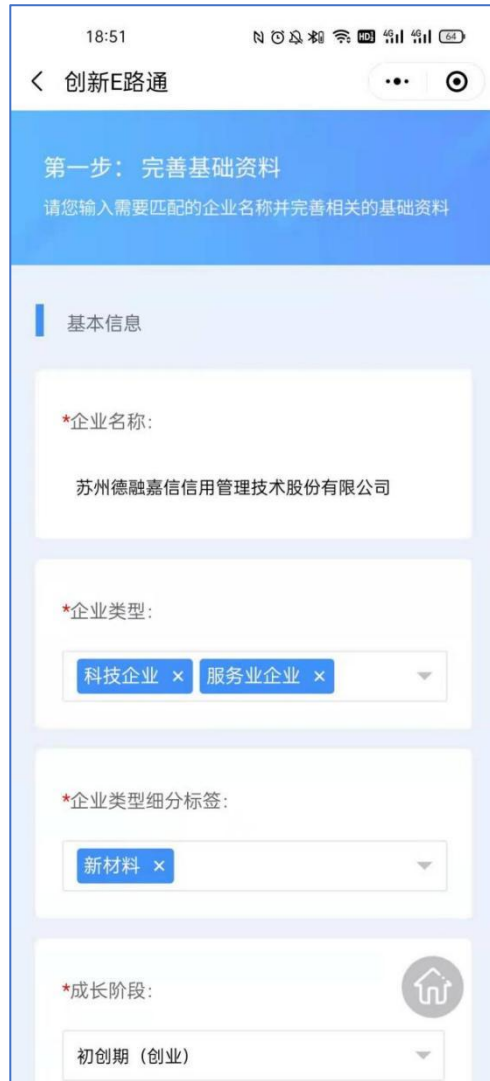 18:51
HD 4G 4G 64
创新E路通
第一步： 完善基础资料
请您输入需要匹配的企业名称并完善相关的基础资料
基本信息
*企业名称:
苏州德融嘉信信用管理技术股份有限公司
*企业类型:
科技企业 × 服务业企业 ×
*企业类型细分标签:
新材料 ×
*成长阶段:
初创期（创业）